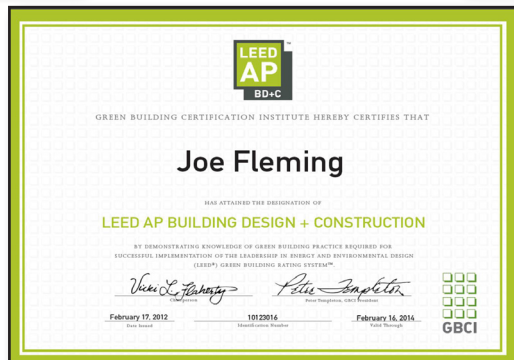 LEED
AP
BD+C
GREEN BUILDING CERTIFICATION INSTITUTE HEREBY CERTIFIES THAT
Joe Fleming
HAS ATTAINED THE DESIGNATION OF
LEED AP BUILDING DESIGN + CONSTRUCTION
BY DEMONSTRATING KNOWLEDGE OF GREEN BUILDING PRACTICE REQUIRED FOR
SUCCESSFUL IMPLEMENTATION OF THE LEADERSHIP IN ENERGY AND ENVIRONMENTAL DESIGN
(LEED®) GREEN BUILDING RATING SYSTEM™.
Peter Templeton
Peter Templeton, GBCI President
February 17, 2012
10123016
February 16, 2014
Date Issued
Identification Number
Valid Through
GBCI